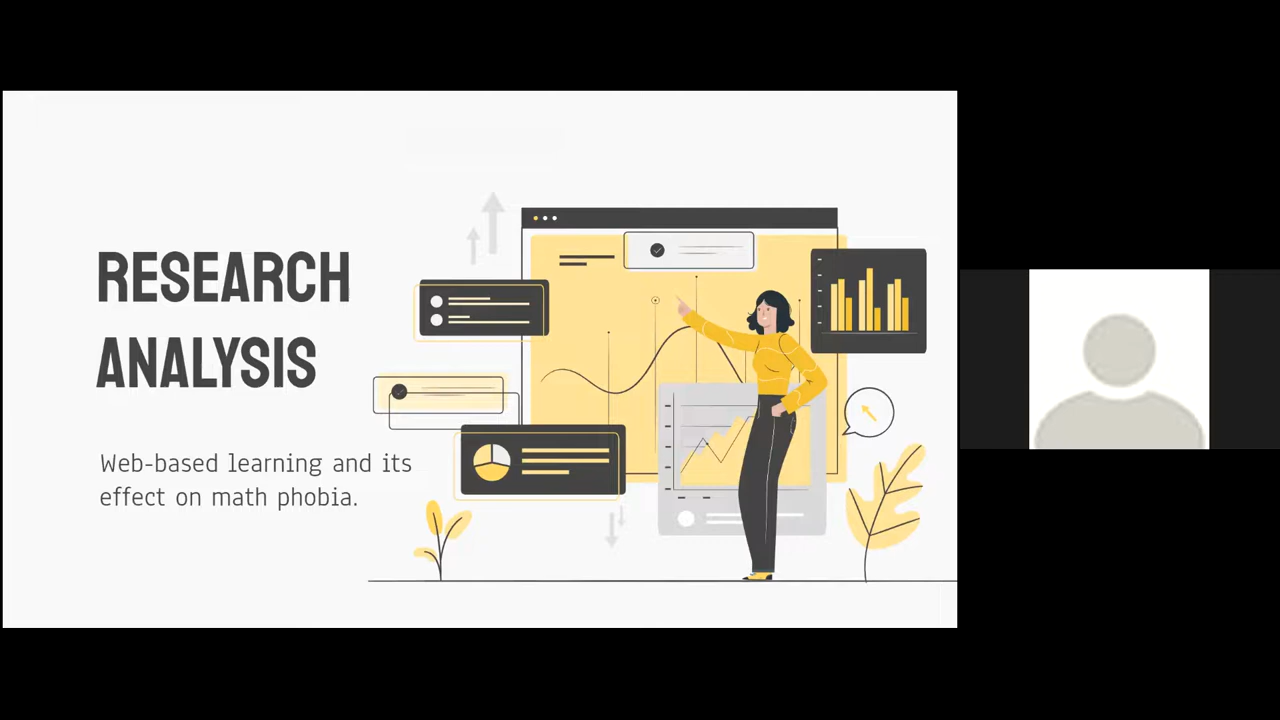 RESEARCH
ANALYSIS
Web-based learning and its
effect on math phobia.